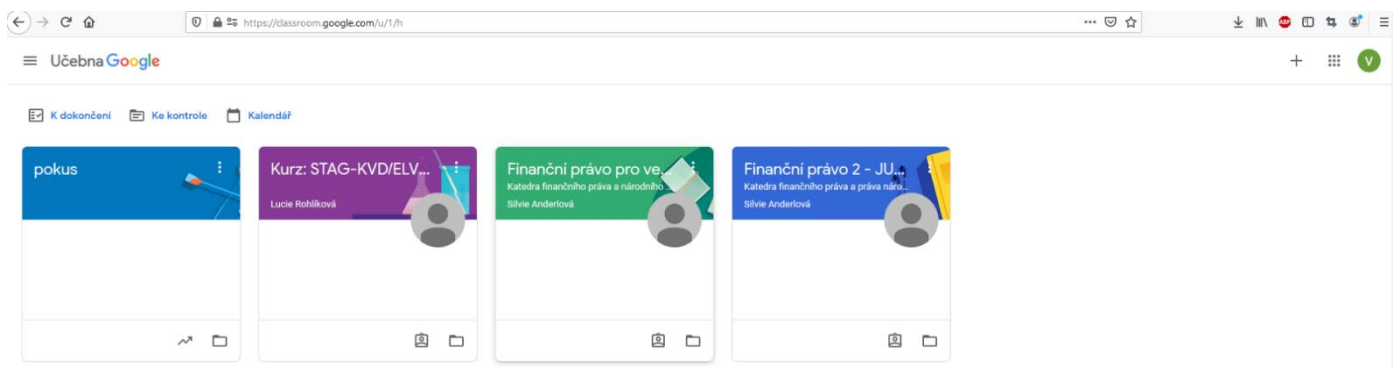 https://classroom.google.com/u/1/h
Učebna Google
V
K dokončení Ke kontrole Kalendář
pokus
Kurz: STAG-KVD/ELV...
Lucie Rohlíková
Finanční právo pro ve...
Katedra finančního práva a národního ...
Silvie Anderlová
Finanční právo 2 - JU...
Katedra finančního práva a práva náro...
Silvie Anderlová
ABP